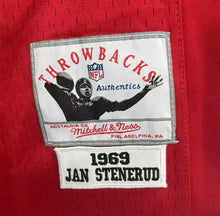 THROWBACKS
NFL
Authentics
NOSTALGIA CO.
Mitchell & Ness
PHILADELPHIA, PA
1969
JAN STENERUD